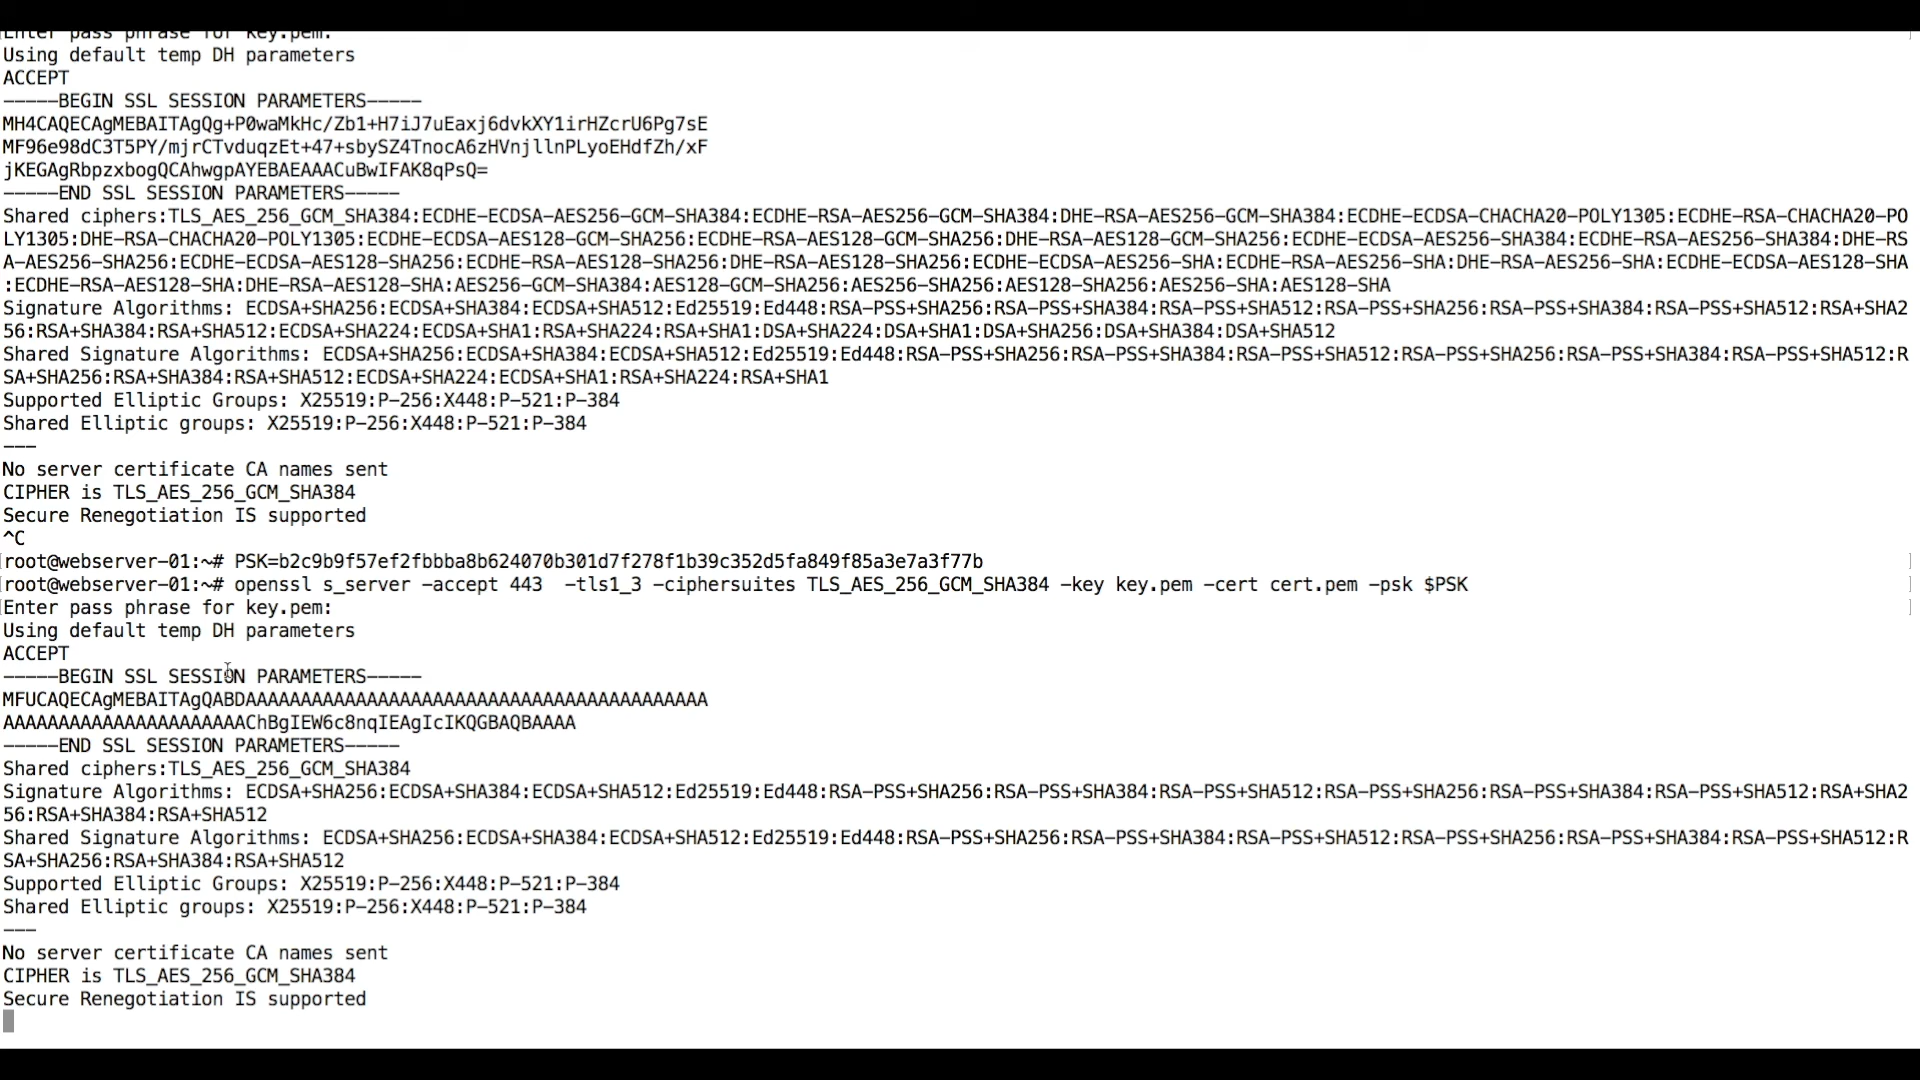 Enter pass phrase for key.pem:
Using default temp DH parameters
ACCEPT
-----BEGIN SSL SESSION PARAMETERS-----
MH4CAQECAgMEBAITAgQg+P0waMkHc/Zb1+H7iJ7uEaxj6dvkXY1irHZcrU6Pg7sE
MF96e98dC3T5PY/mjrCTvduqzEt+47+sbySZ4TnocA6zHVnjllnPLyoEHdfZh/xF
jKEGAgRbpzxbogQCAhwgpAYEBAEAAACuBwIFAK8qPsQ=
-----END SSL SESSION PARAMETERS-----
Shared ciphers:TLS_AES_256_GCM_SHA384:ECDHE-ECDSA-AES256-GCM-SHA384:ECDHE-RSA-AES256-GCM-SHA384:DHE-RSA-AES256-GCM-SHA384:ECDHE-ECDSA-CHACHA20-POLY1305:ECDHE-RSA-CHACHA20-PO
LY1305:DHE-RSA-CHACHA20-POLY1305:ECDHE-ECDSA-AES128-GCM-SHA256:ECDHE-RSA-AES128-GCM-SHA256:DHE-RSA-AES128-GCM-SHA256:ECDHE-ECDSA-AES256-SHA384:ECDHE-RSA-AES256-SHA384:DHE-RS
A-AES256-SHA256:ECDHE-ECDSA-AES128-SHA256:ECDHE-RSA-AES128-SHA256:DHE-RSA-AES128-SHA256:ECDHE-ECDSA-AES256-SHA:ECDHE-RSA-AES256-SHA:DHE-RSA-AES256-SHA:ECDHE-ECDSA-AES128-SHA
:ECDHE-RSA-AES128-SHA:DHE-RSA-AES128-SHA:AES256-GCM-SHA384:AES128-GCM-SHA256:AES256-SHA256:AES128-SHA256:AES256-SHA:AES128-SHA
Signature Algorithms: ECDSA+SHA256:ECDSA+SHA384:ECDSA+SHA512:Ed25519:Ed448:RSA-PSS+SHA256:RSA-PSS+SHA384:RSA-PSS+SHA512:RSA-PSS+SHA256:RSA-PSS+SHA384:RSA-PSS+SHA512:RSA+SHA2
56:RSA+SHA384:RSA+SHA512:ECDSA+SHA224:ECDSA+SHA1:RSA+SHA224:RSA+SHA1:DSA+SHA224:DSA+SHA1:DSA+SHA256:DSA+SHA384:DSA+SHA512
Shared Signature Algorithms: ECDSA+SHA256:ECDSA+SHA384:ECDSA+SHA512:Ed25519:Ed448:RSA-PSS+SHA256:RSA-PSS+SHA384:RSA-PSS+SHA512:RSA-PSS+SHA256:RSA-PSS+SHA384:RSA-PSS+SHA512:R
SA+SHA256:RSA+SHA384:RSA+SHA512:ECDSA+SHA224:ECDSA+SHA1:RSA+SHA224:RSA+SHA1
Supported Elliptic Groups: X25519:P-256:X448:P-521:P-384
Shared Elliptic groups: X25519:P-256:X448:P-521:P-384
---
No server certificate CA names sent
CIPHER is TLS_AES_256_GCM_SHA384
Secure Renegotiation IS supported
^C
root@webserver-01:~# PSK=b2c9b9f57ef2fbbba8b624070b301d7f278f1b39c352d5fa849f85a3e7a3f77b
root@webserver-01:~# openssl s_server -accept 443  -tls1_3 -ciphersuites TLS_AES_256_GCM_SHA384 -key key.pem -cert cert.pem -psk $PSK
Enter pass phrase for key.pem:
Using default temp DH parameters
ACCEPT
-----BEGIN SSL SESSION PARAMETERS-----
MFUCAQECAgMEBAITAgQABDAAAAAAAAAAAAAAAAAAAAAAAAAAAAAAAAAAAAAAAAAA
AAAAAAAAAAAAAAAAAAAAAAChBgIEW6c8nqIEAgIcIKQGBAQBAAAA
-----END SSL SESSION PARAMETERS-----
Shared ciphers:TLS_AES_256_GCM_SHA384
Signature Algorithms: ECDSA+SHA256:ECDSA+SHA384:ECDSA+SHA512:Ed25519:Ed448:RSA-PSS+SHA256:RSA-PSS+SHA384:RSA-PSS+SHA512:RSA-PSS+SHA256:RSA-PSS+SHA384:RSA-PSS+SHA512:RSA+SHA2
56:RSA+SHA384:RSA+SHA512
Shared Signature Algorithms: ECDSA+SHA256:ECDSA+SHA384:ECDSA+SHA512:Ed25519:Ed448:RSA-PSS+SHA256:RSA-PSS+SHA384:RSA-PSS+SHA512:RSA-PSS+SHA256:RSA-PSS+SHA384:RSA-PSS+SHA512:R
SA+SHA256:RSA+SHA384:RSA+SHA512
Supported Elliptic Groups: X25519:P-256:X448:P-521:P-384
Shared Elliptic groups: X25519:P-256:X448:P-521:P-384
---
No server certificate CA names sent
CIPHER is TLS_AES_256_GCM_SHA384
Secure Renegotiation IS supported